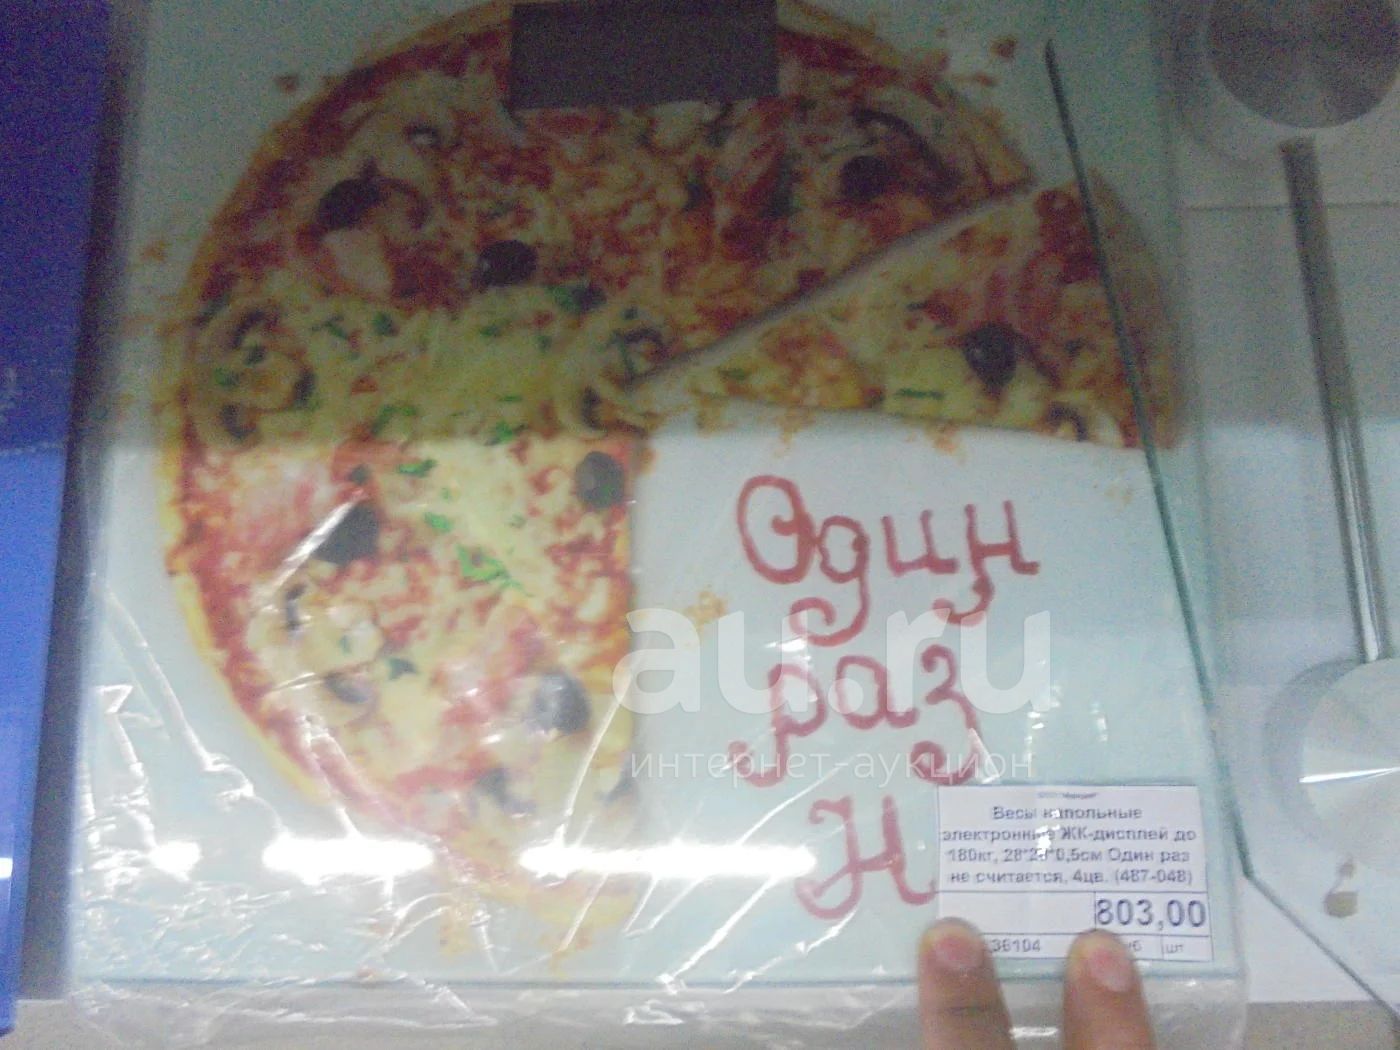 Один
раз
Н
au.ru
интернет-аукцион
Весы напольные
электронные ЖК-дисплей до
180кг, 28*28*0,5см Один раз
не считается, 4цв. (487-048)
803,00
36104
шт